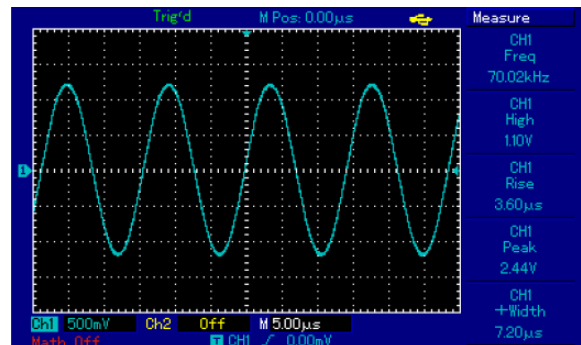 Trig'd M Pos: 0.00μs Measure
CH1
Freq
70.02kHz
CH1
High
1.10V
CH1
Rise
3.60μs
CH1
Peak
2.44V
CH1
+Width
7.20μs
1
Ch1 500mV Ch2 Off M 5.00μs
Math Off T CH1 / 0.00mV